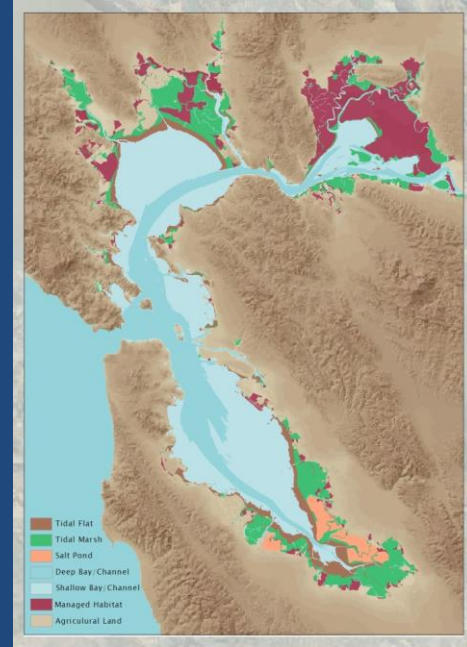 Tidal Flat
Tidal Marsh
Salt Pond
Deep Bay/Channel
Shallow Bay/Channel
Managed Habitat
Agriculural Land